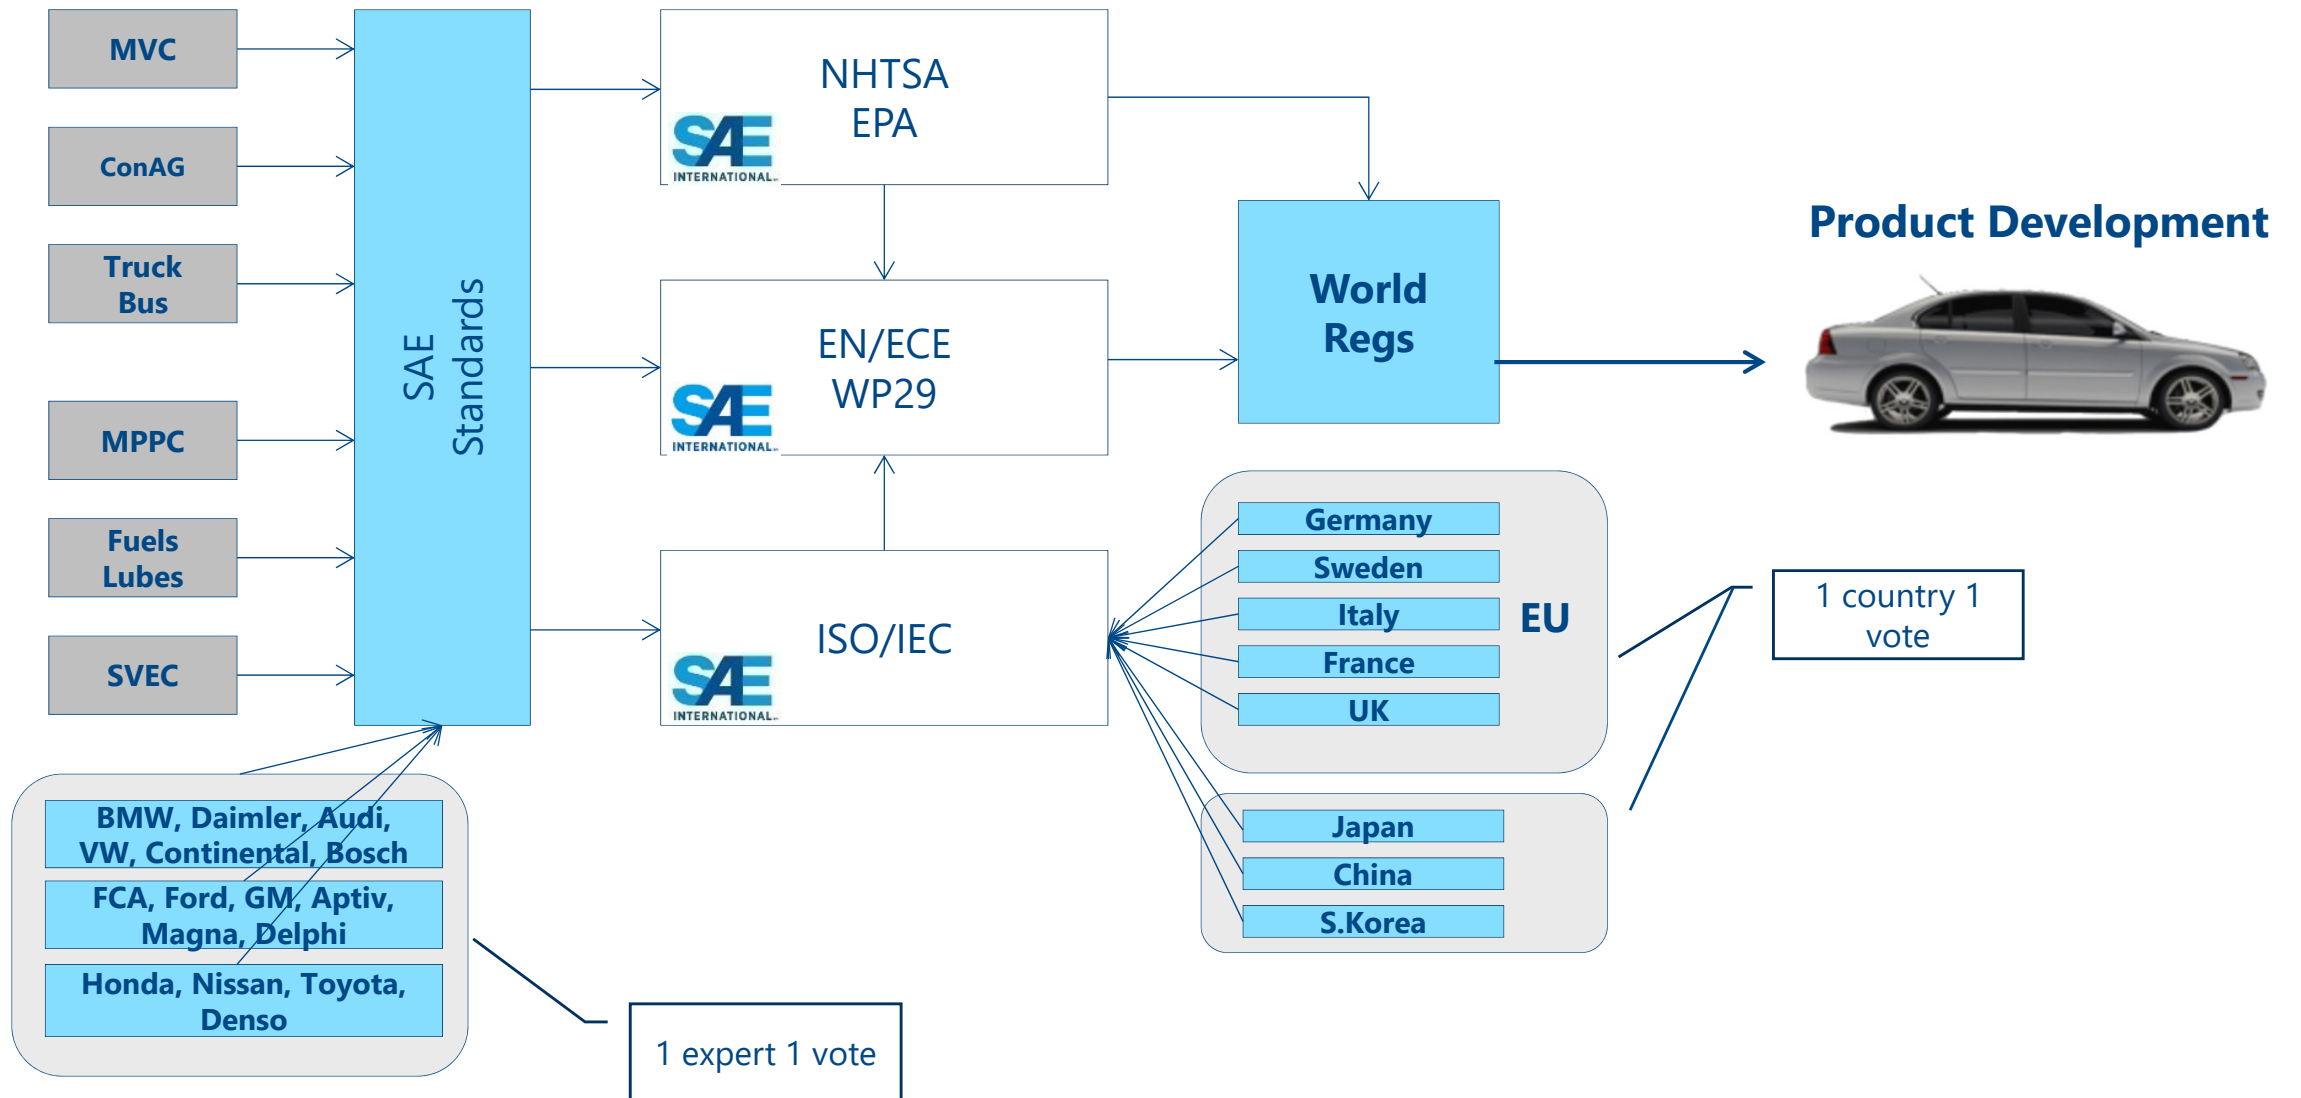 MVC
ConAG
Truck
Bus
MPPC
Fuels
Lubes
SVEC
SAE
Standards
NHTSA
EPA
SAE
INTERNATIONAL
EN/ECE
WP29
SAE
INTERNATIONAL
ISO/IEC
SAE
INTERNATIONAL
World
Regs
Product Development
Germany
Sweden
Italy
France
UK
EU
Japan
China
S.Korea
1 country 1
vote
BMW, Daimler, Audi,
VW, Continental, Bosch
FCA, Ford, GM, Aptiv,
Magna, Delphi
Honda, Nissan, Toyota,
Denso
1 expert 1 vote